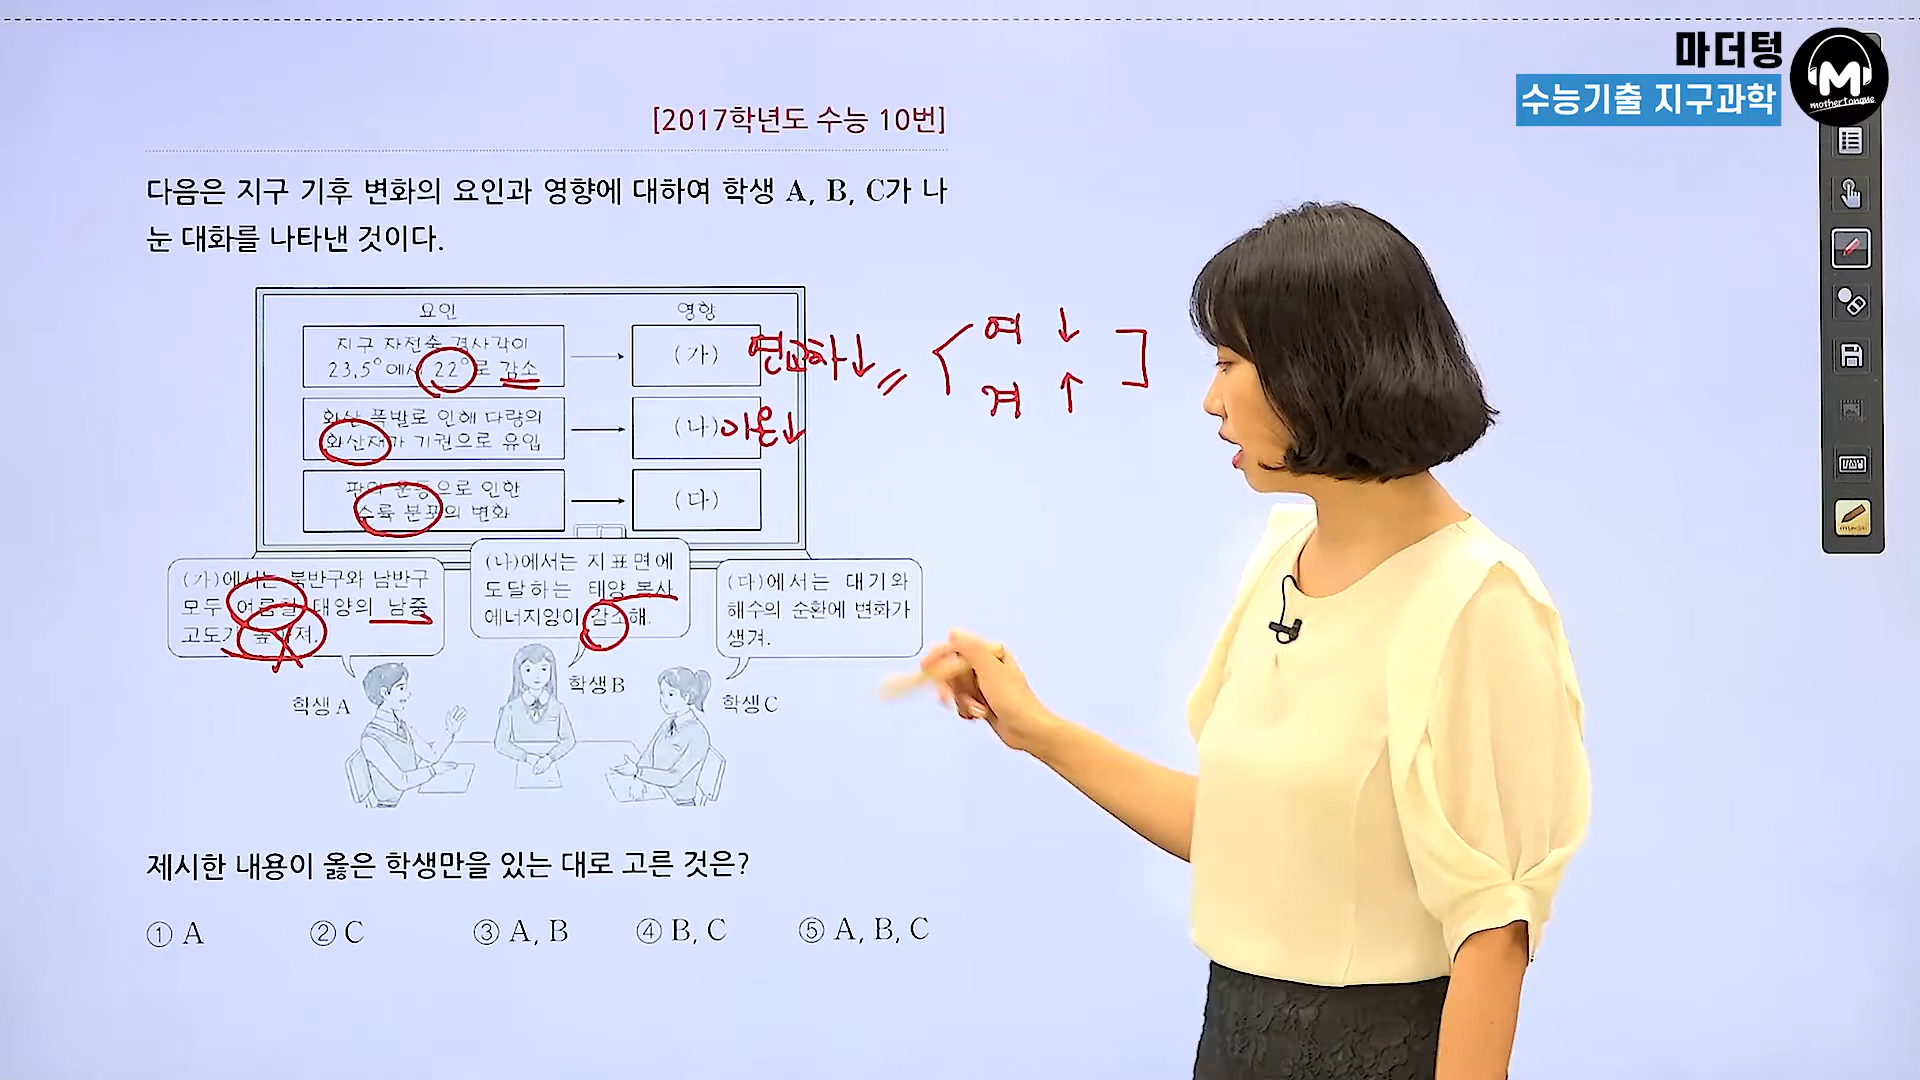 마더텅
수능기출 지구과학
M
mothertongue
[2017학년도 수능 10번]
다음은 지구 기후 변화의 요인과 영향에 대하여 학생 A, B, C가 나
눈 대화를 나타낸 것이다.
요인
영향
지구 자전축 경사각이
23.5°에서 22°로 감소
(가)
연교차↓
여 ↓
겨 ↑
화산 폭발로 인해 다량의
화산재가 기권으로 유입
(나)
판의 운동으로 인한
수륙 분포의 변화
(다)
(가)에서는 북반구와 남반구
모두 여름철 태양의 남중
고도가 높아져.
(나)에서는 지표면에
도달하는 태양 복사
에너지양이 감소해.
(다)에서는 대기와
해수의 순환에 변화가
생겨.
학생 A
학생 B
학생 C
제시한 내용이 옳은 학생만을 있는 대로 고른 것은?
① A ② C ③ A, B ④ B, C ⑤ A, B, C